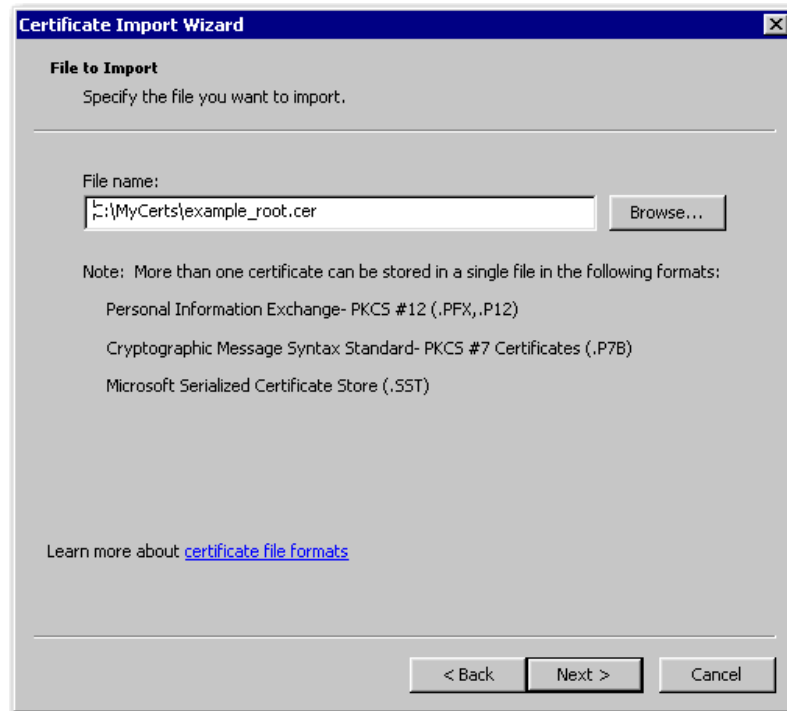 Certificate Import Wizard
File to Import
Specify the file you want to import.
File name:
C:\MyCerts\example_root.cer
Browse...
Note: More than one certificate can be stored in a single file in the following formats:
Personal Information Exchange- PKCS #12 (.PFX,.P12)
Cryptographic Message Syntax Standard- PKCS #7 Certificates (.P7B)
Microsoft Serialized Certificate Store (.SST)
Learn more about certificate file formats
< Back
Next >
Cancel